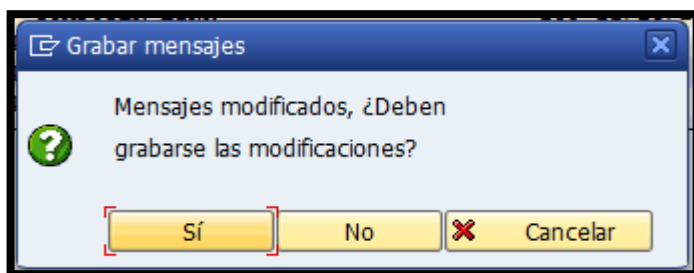 Grabar mensajes
Mensajes modificados, ¿Deben
grabarse las modificaciones?
Sí No Cancelar